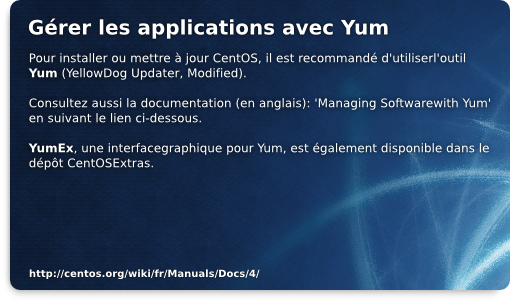 Gérer les applications avec Yum
Pour installer ou mettre à jour CentOS, il est recommandé d'utiliserl'outil
Yum (YellowDog Updater, Modified).
Consultez aussi la documentation (en anglais): 'Managing Softwarewith Yum'
en suivant le lien ci-dessous.
YumEx, une interfacegraphique pour Yum, est également disponible dans le
dépôt CentOSExtras.
http://centos.org/wiki/fr/Manuals/Docs/4/